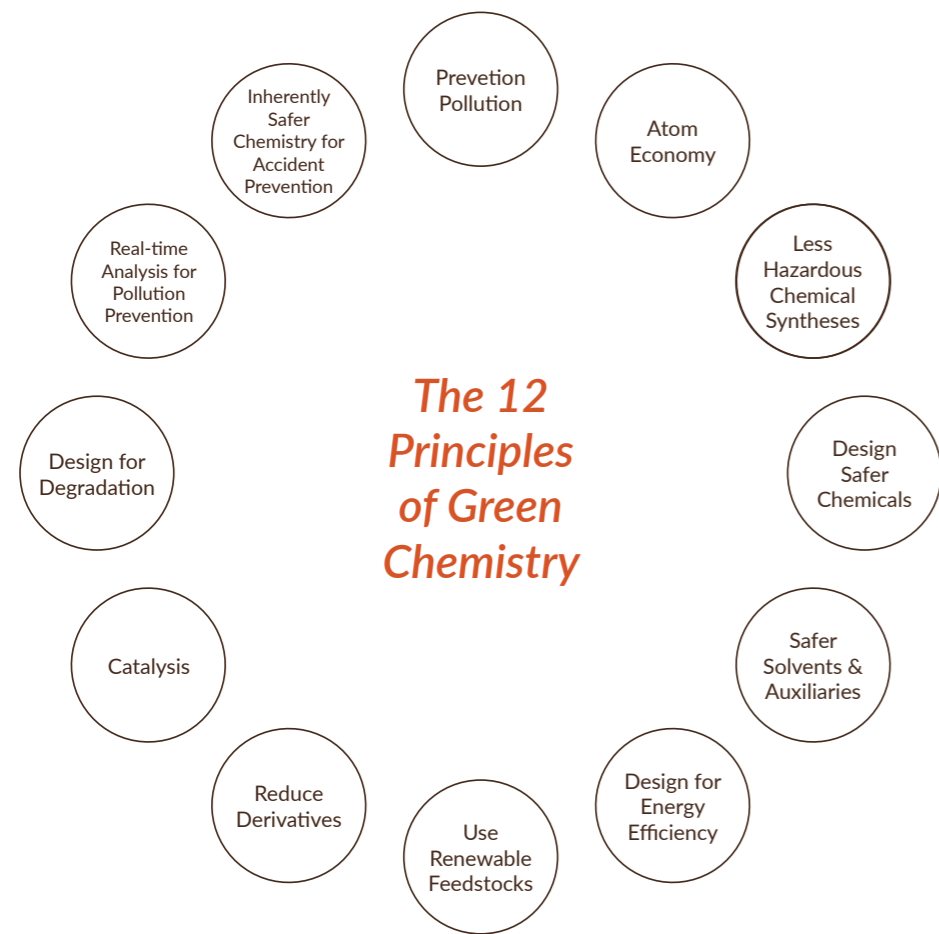 Prevetion
Pollution
Atom
Economy
Less
Hazardous
Chemical
Syntheses
Design
Safer
Chemicals
Safer
Solvents &
Auxiliaries
Design for
Energy
Efficiency
Use
Renewable
Feedstocks
Reduce
Derivatives
Catalysis
Design for
Degradation
Real-time
Analysis for
Pollution
Prevention
Inherently
Safer
Chemistry for
Accident
Prevention
The 12
Principles
of Green
Chemistry